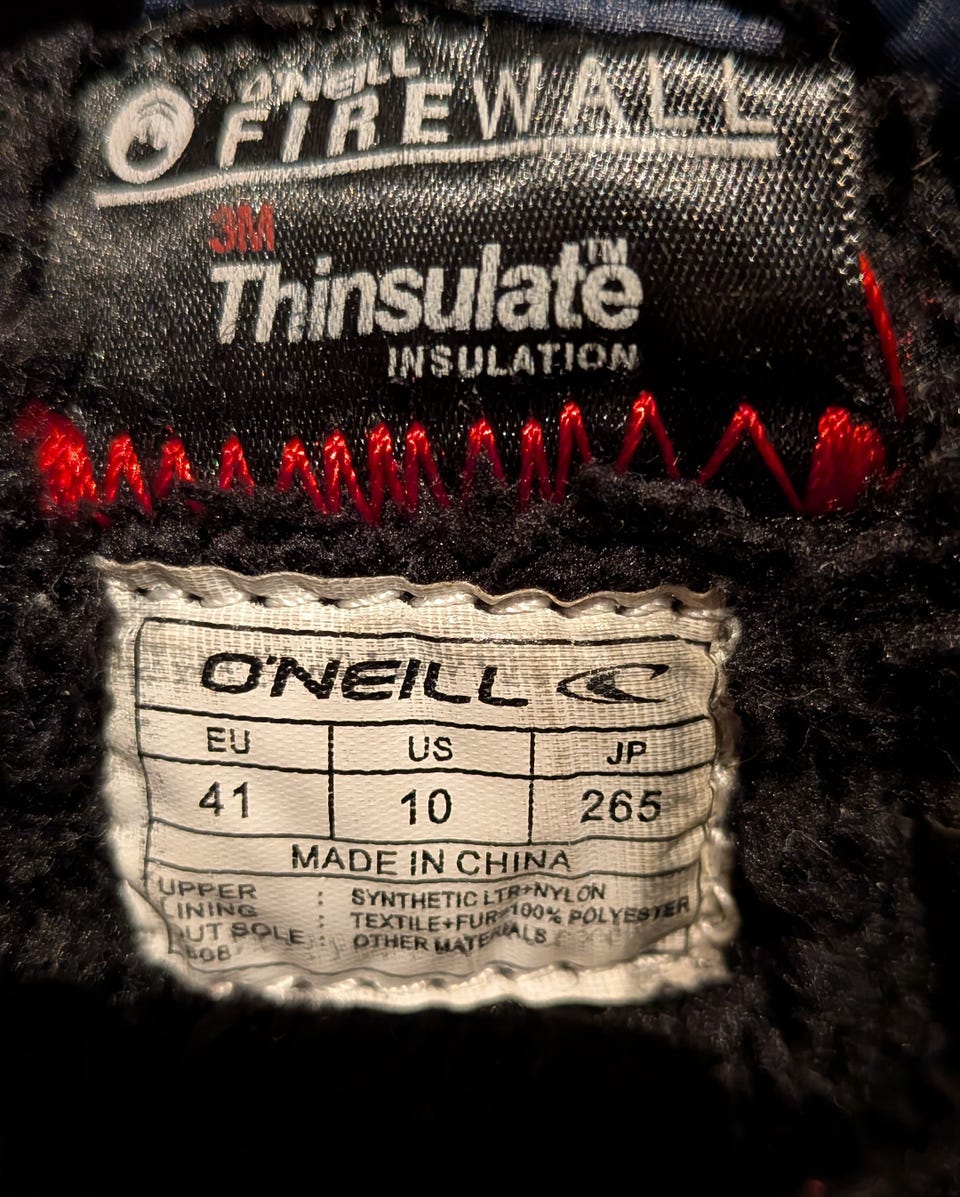 O'NEILL
FIREWALL
3M
Thinsulate™
INSULATION
O'NEILL
EU US JP
41 10 265
MADE IN CHINA
UPPER : SYNTHETIC LTR+NYLON
LINING : TEXTILE+FUR-100% POLYESTER
OUT SOLE : OTHER MATERIALS